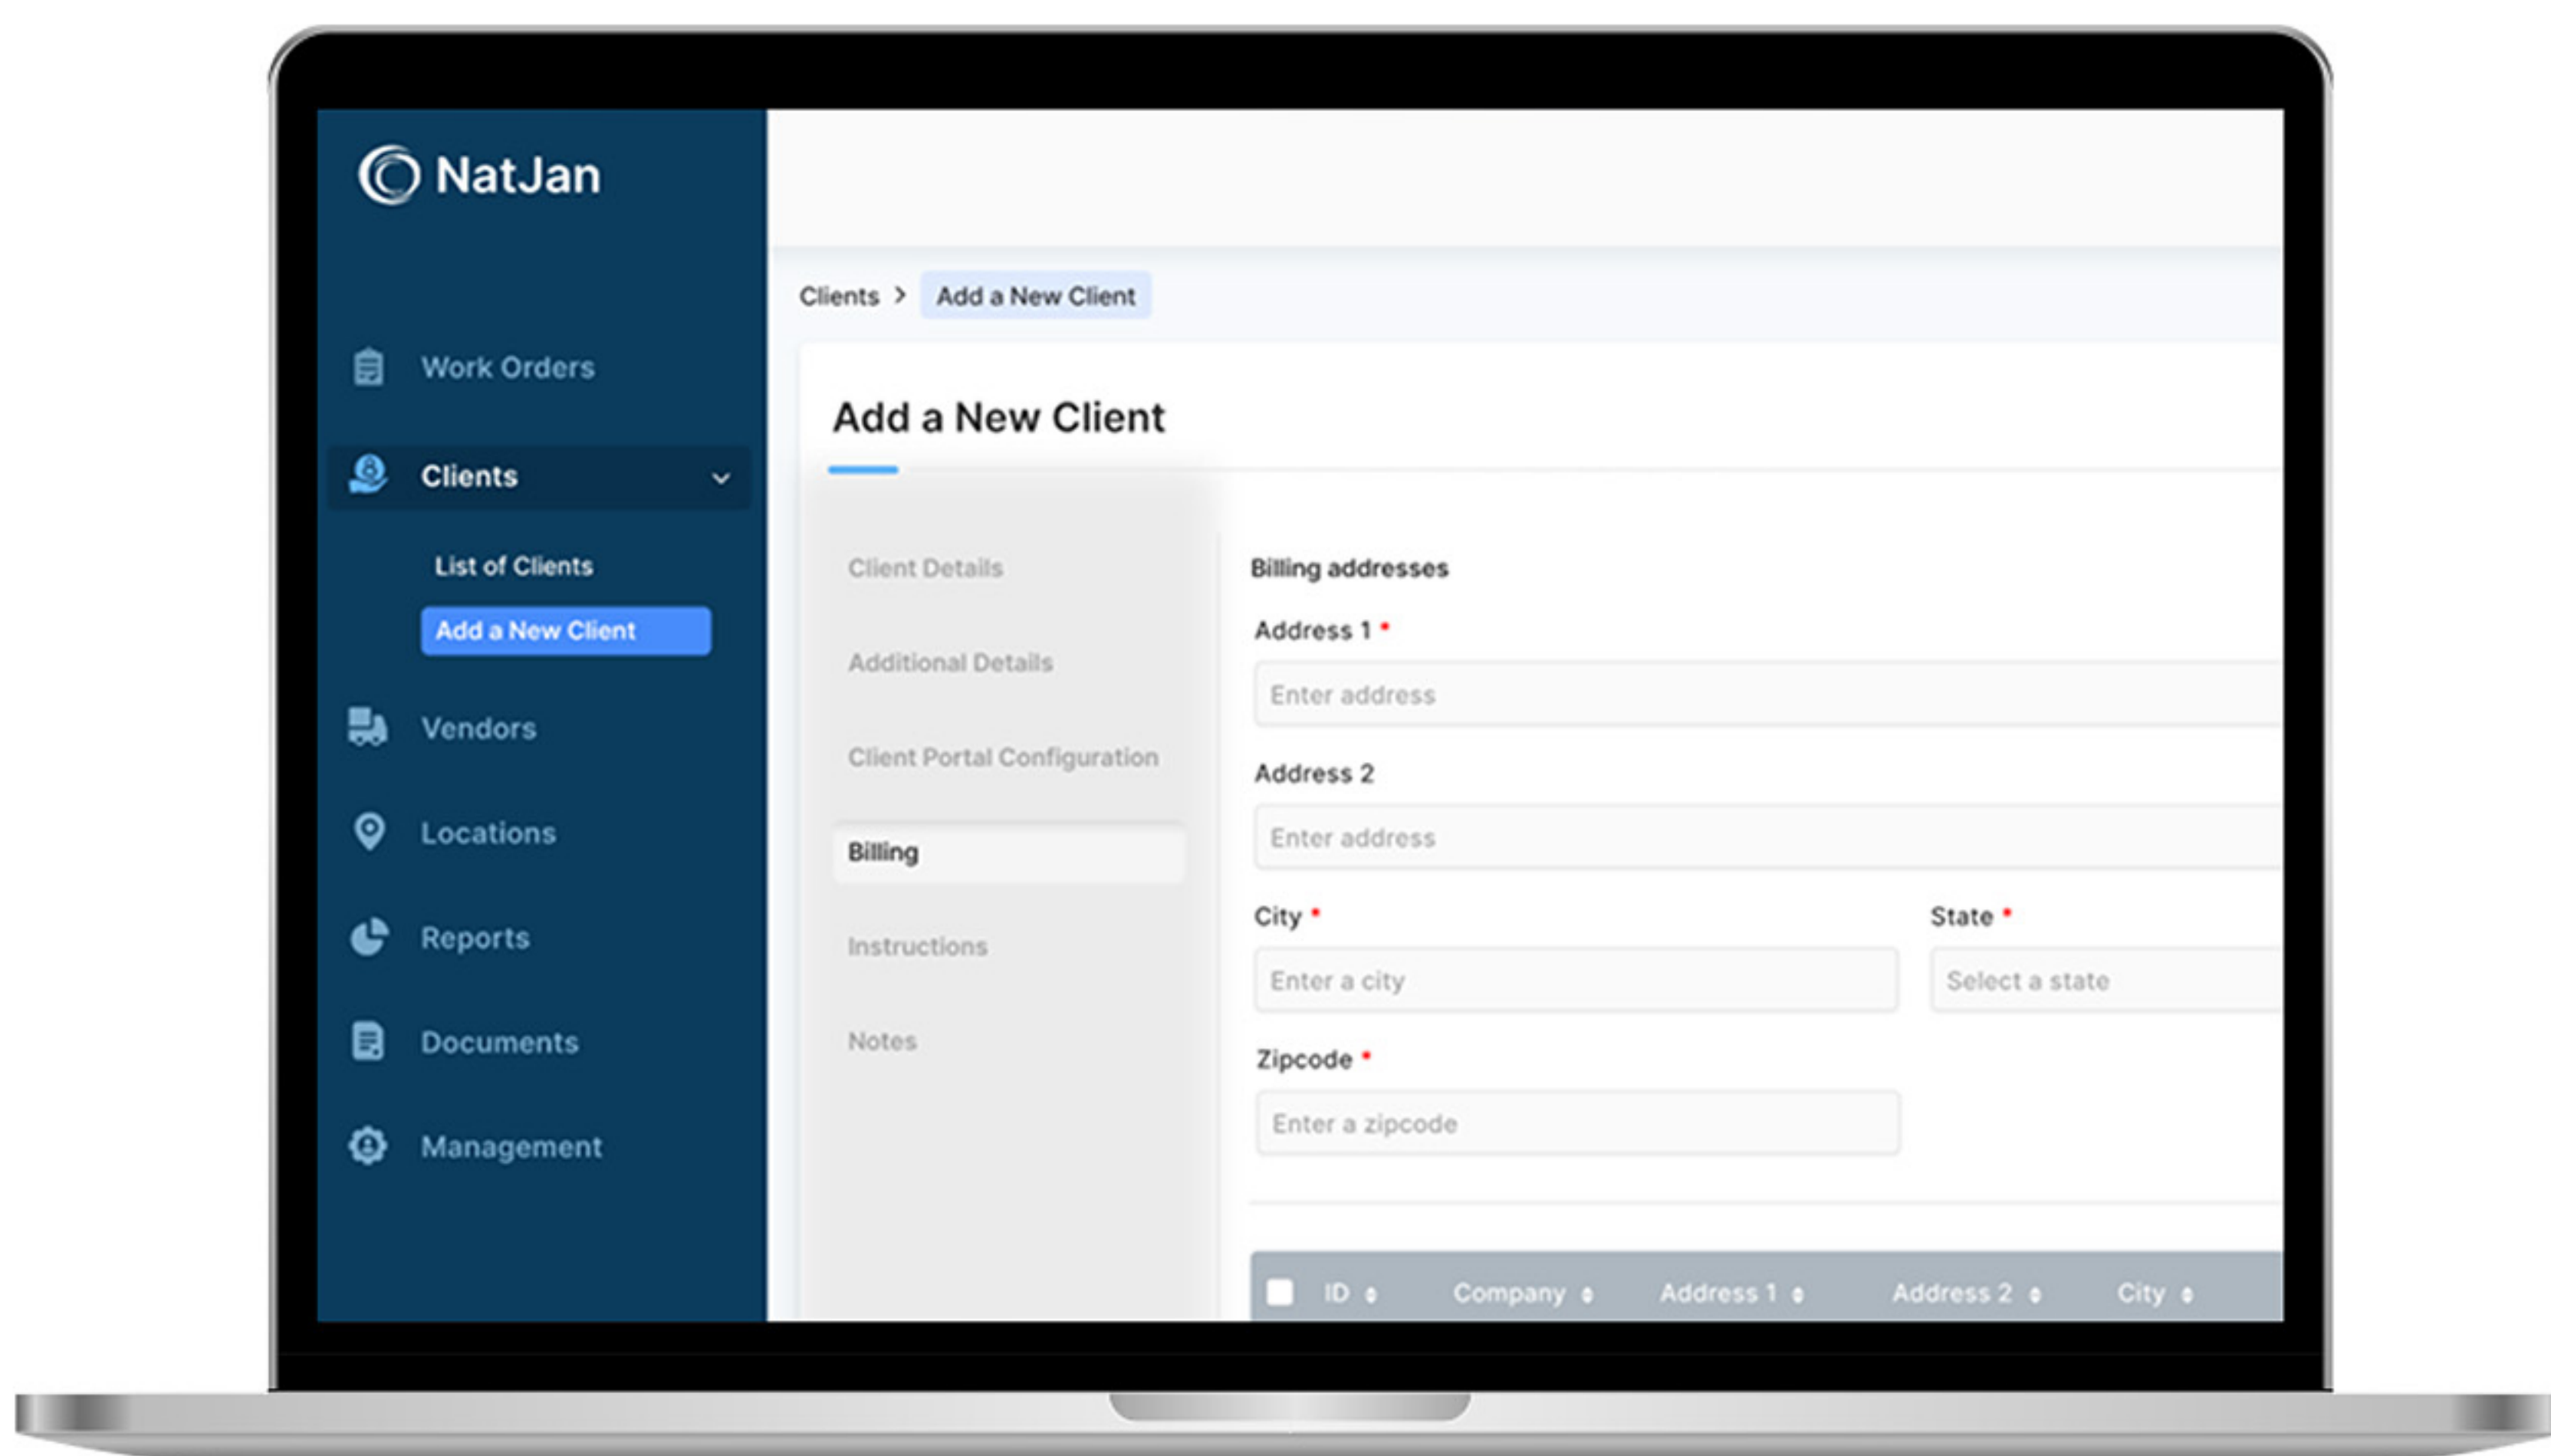 NatJan
Work Orders
Clients
List of Clients
Add a New Client
Vendors
Locations
Reports
Documents
Management
Clients > Add a New Client
Add a New Client
Client Details
Additional Details
Client Portal Configuration
Billing
Instructions
Notes
Billing addresses
Address 1 *
Enter address
Address 2
Enter address
City * State *
Enter a city Select a state
Zipcode *
Enter a zipcode
ID Company Address 1 Address 2 City